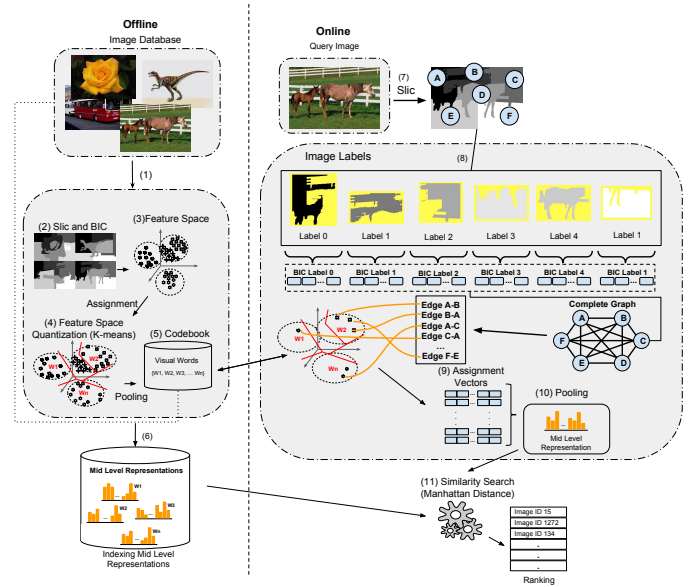 Offline
Image Database
(1)
(2) Slic and BIC
(3)Feature Space
Assignment
(4) Feature Space
Quantization (K-means)
W1
W2
Wn
Pooling
(5) Codebook
Visual Words
(W1, W2, W3, ... Wn)
(6)
Mid Level Representations
W1
W2
W3
Wn
Indexing Mid Level
Representations
Online
Query Image
(7)
Slic
A
B
C
D
E
F
(8)
Image Labels
Label 0
Label 1
Label 2
Label 3
Label 4
Label 1
BIC Label 0
BIC Label 1
BIC Label 2
BIC Label 3
BIC Label 4
BIC Label 1
W1
W2
Wn
Edge A-B
Edge B-A
Edge A-C
Edge C-A
...
Edge F-E
Complete Graph
A
B
F
C
E
D
(9) Assignment
Vectors
(10) Pooling
Mid Level
Representation
(11) Similarity Search
(Manhattan Distance)
Image ID 15
Image ID 1272
Image ID 134
.
.
.
Ranking